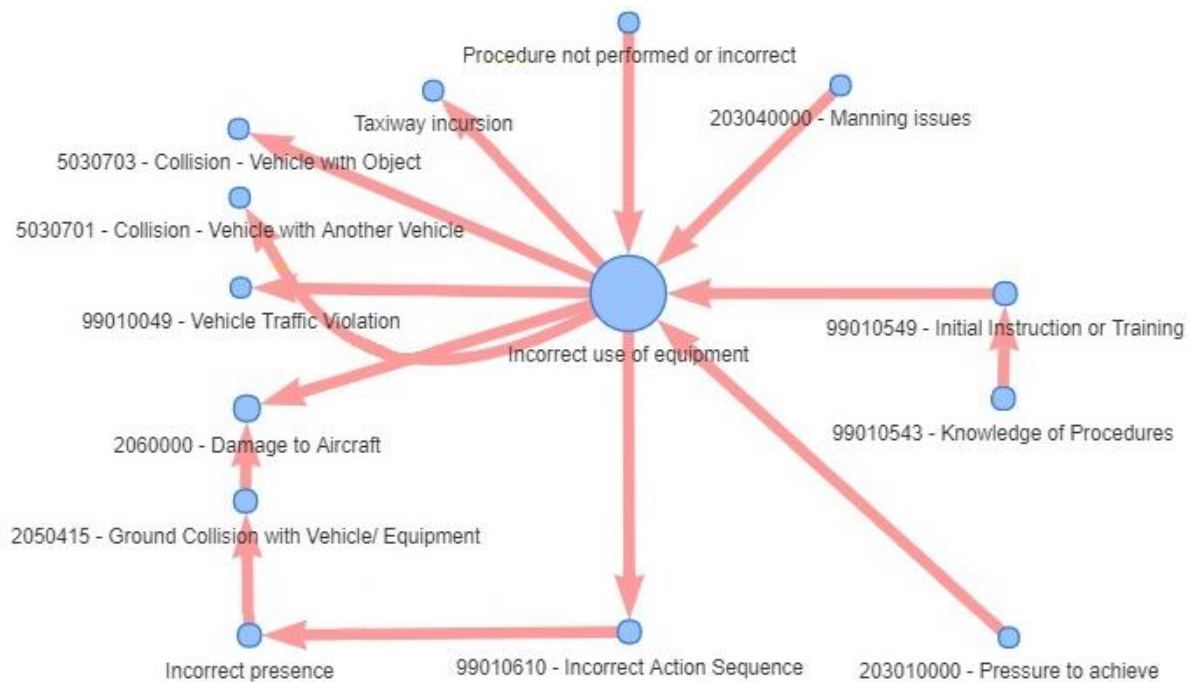 Procedure not performed or incorrect
Taxiway incursion
203040000 - Manning issues
5030703 - Collision - Vehicle with Object
5030701 - Collision - Vehicle with Another Vehicle
99010049 - Vehicle Traffic Violation
99010549 - Initial Instruction or Training
Incorrect use of equipment
99010543 - Knowledge of Procedures
2060000 - Damage to Aircraft
2050415 - Ground Collision with Vehicle/ Equipment
Incorrect presence
99010610 - Incorrect Action Sequence
203010000 - Pressure to achieve